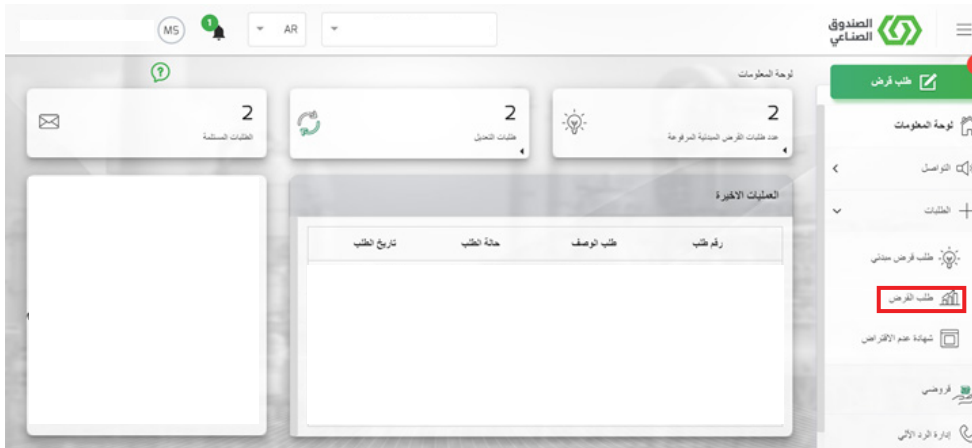 الصندوق
الصناعي
AR
1
MS
طلب قرض
لوحة المعلومات
التواصل
الطلبات
طلب قرض مبدئي
طلب القرض
شهادة عدم الاقتراض
قروضي
إدارة الرد الآلي
لوحة المعلومات
?
2
عدد طلبات القرض المبدئية المرفوعة
2
طلبات التعديل
2
الطلبات المستلمة
العمليات الاخيرة
رقم طلب
طلب الوصف
حالة الطلب
تاريخ الطلب